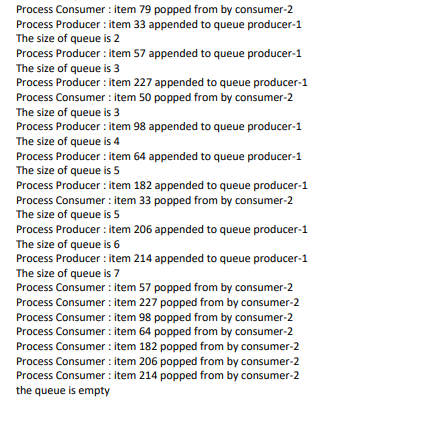 Process Consumer : item 79 popped from by consumer-2
Process Producer : item 33 appended to queue producer-1
The size of queue is 2
Process Producer : item 57 appended to queue producer-1
The size of queue is 3
Process Producer : item 227 appended to queue producer-1
Process Consumer : item 50 popped from by consumer-2
The size of queue is 3
Process Producer : item 98 appended to queue producer-1
The size of queue is 4
Process Producer : item 64 appended to queue producer-1
The size of queue is 5
Process Producer : item 182 appended to queue producer-1
Process Consumer : item 33 popped from by consumer-2
The size of queue is 5
Process Producer : item 206 appended to queue producer-1
The size of queue is 6
Process Producer : item 214 appended to queue producer-1
The size of queue is 7
Process Consumer : item 57 popped from by consumer-2
Process Consumer : item 227 popped from by consumer-2
Process Consumer : item 98 popped from by consumer-2
Process Consumer : item 64 popped from by consumer-2
Process Consumer : item 182 popped from by consumer-2
Process Consumer : item 206 popped from by consumer-2
Process Consumer : item 214 popped from by consumer-2
the queue is empty